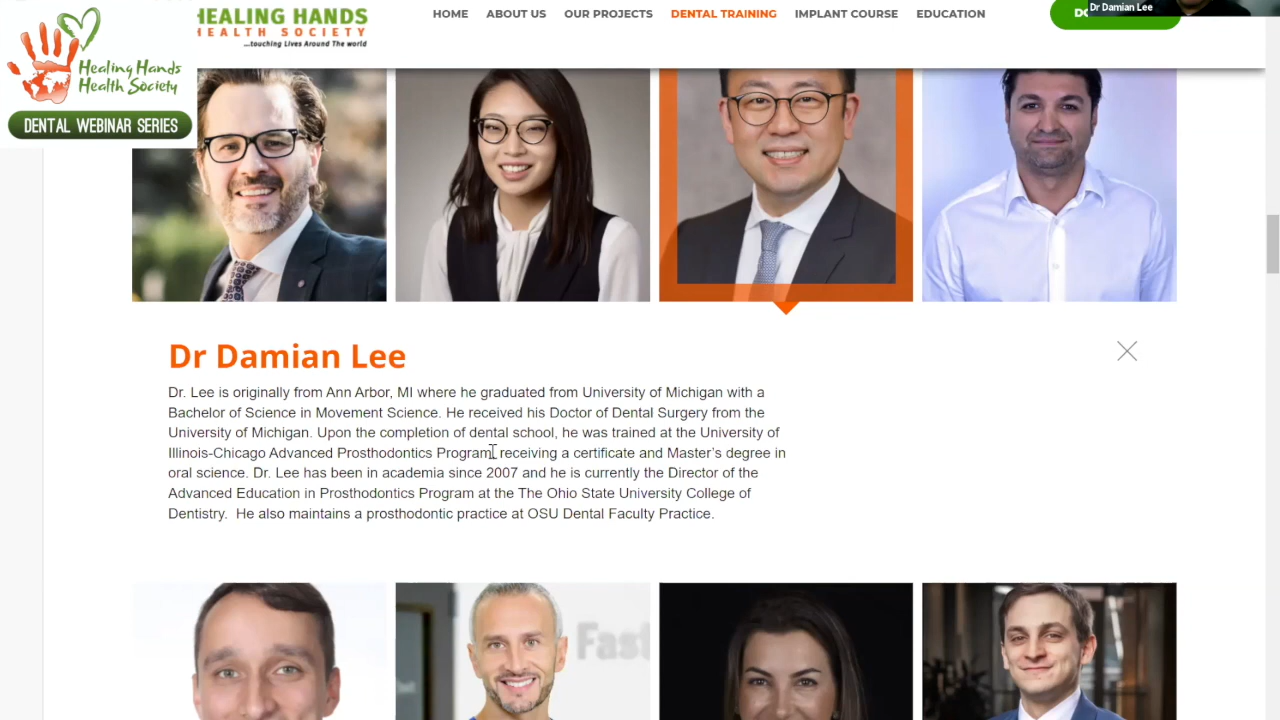 Healing Hands
Health Society
DENTAL WEBINAR SERIES
HEALING HANDS
HEALTH SOCIETY
...touching Lives Around The world
HOME ABOUT US OUR PROJECTS DENTAL TRAINING IMPLANT COURSE EDUCATION
Dr Damian Lee
Dr Damian Lee
Dr. Lee is originally from Ann Arbor, MI where he graduated from University of Michigan with a
Bachelor of Science in Movement Science. He received his Doctor of Dental Surgery from the
University of Michigan. Upon the completion of dental school, he was trained at the University of
Illinois-Chicago Advanced Prosthodontics Program, receiving a certificate and Master's degree in
oral science. Dr. Lee has been in academia since 2007 and he is currently the Director of the
Advanced Education in Prosthodontics Program at the The Ohio State University College of
Dentistry. He also maintains a prosthodontic practice at OSU Dental Faculty Practice.
Fast